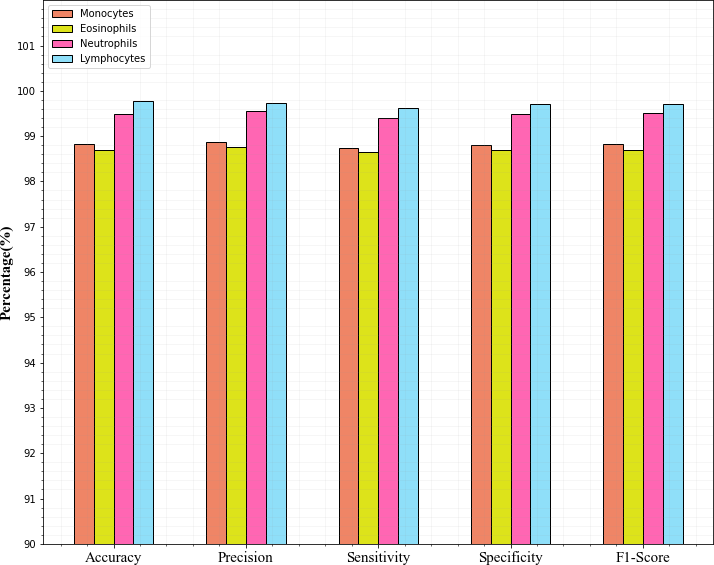 Monocytes
Eosinophils
Neutrophils
Lymphocytes
Percentage(%)
101
100
99
98
97
96
95
94
93
92
91
90
Accuracy Precision Sensitivity Specificity F1-Score